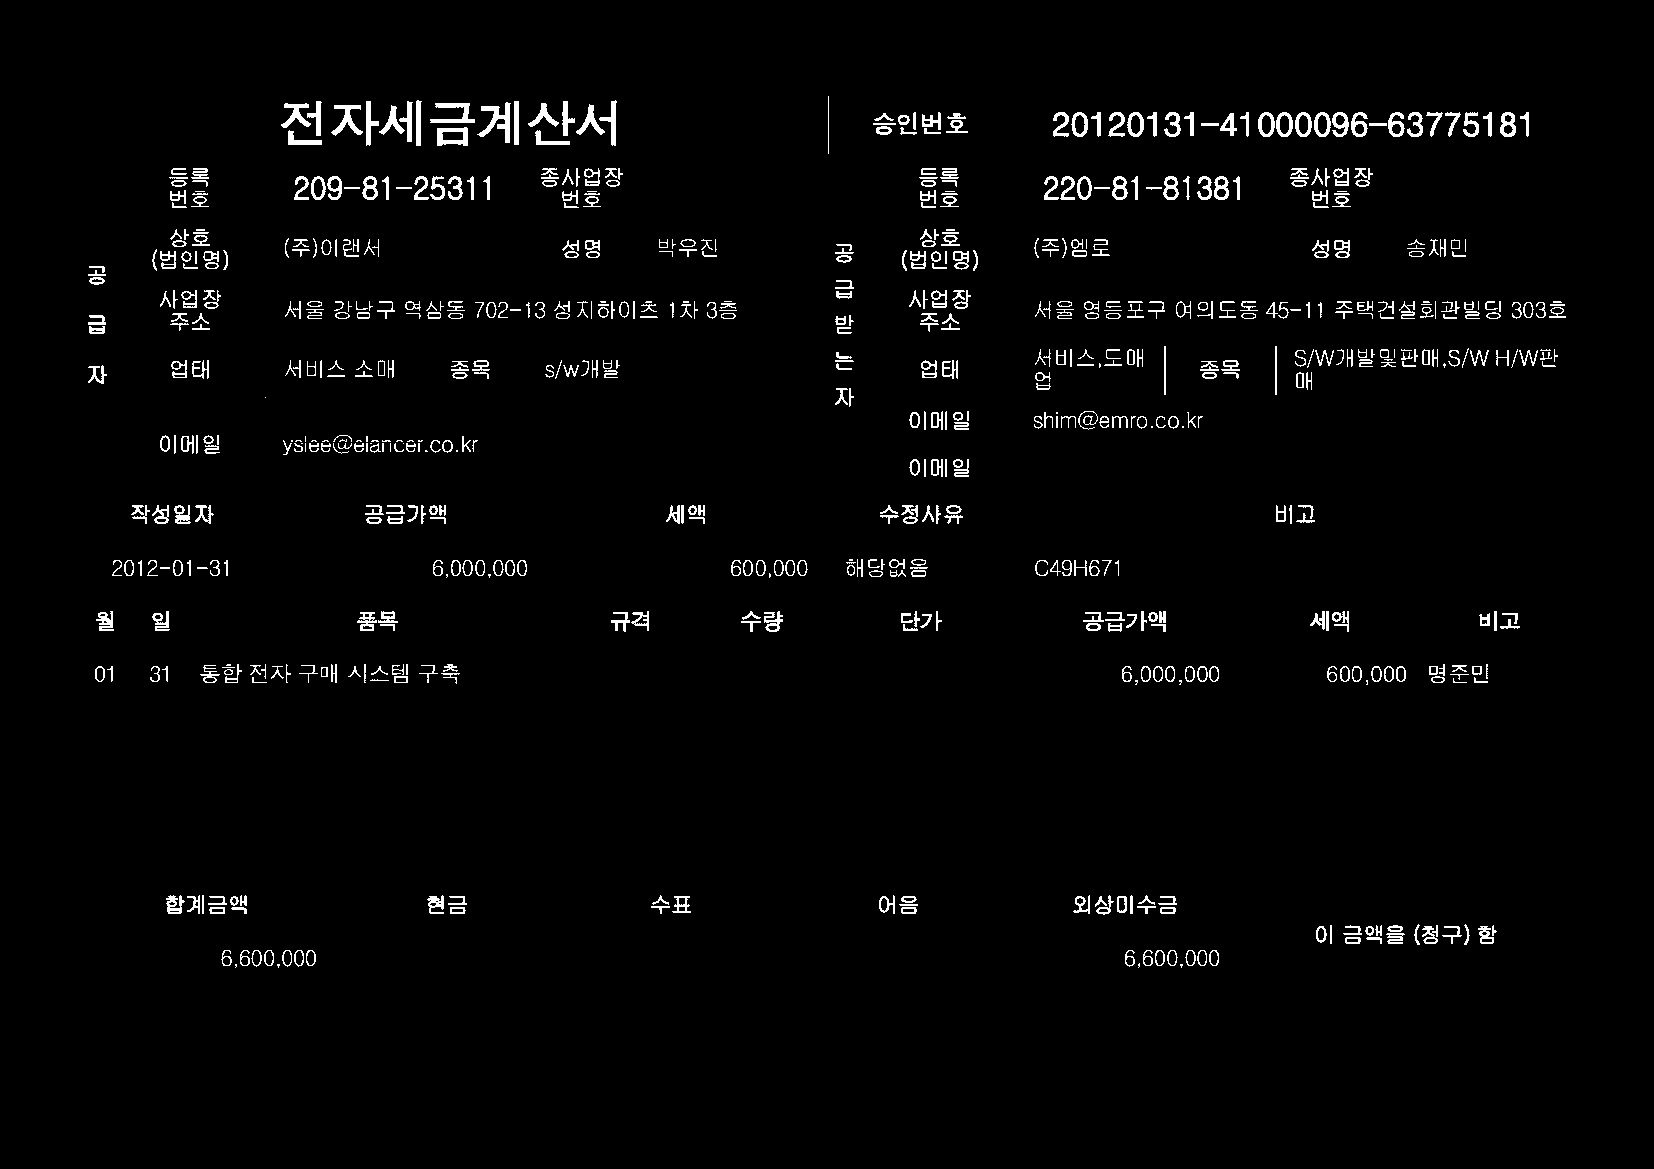 전자세금계산서 승인번호 20120131-41000096-63775181
등록번호 209-81-25311 종사업장번호 등록번호 220-81-81381 종사업장번호
공급자 공급받는자
상호(법인명) (주)이랜서 성명 박우진 상호(법인명) (주)엠로 성명 송재민
사업장주소 서울 강남구 역삼동 702-13 성지하이츠 1차 3층 사업장주소 서울 영등포구 여의도동 45-11 주택건설회관빌딩 303호
업태 서비스 소매 종목 s/w개발 업태 서비스,도매업 종목 S/W개발및판매,S/W H/W판매
이메일 yslee@elancer.co.kr 이메일 shim@emro.co.kr
이메일
작성일자 공급가액 세액 수정사유 비고
2012-01-31 6,000,000 600,000 해당없음 C49H671
월 일 품목 규격 수량 단가 공급가액 세액 비고
01 31 통합 전자 구매 시스템 구축 6,000,000 600,000 명준민
합계금액 현금 수표 어음 외상미수금
이 금액을 (청구) 함
6,600,000 6,600,000